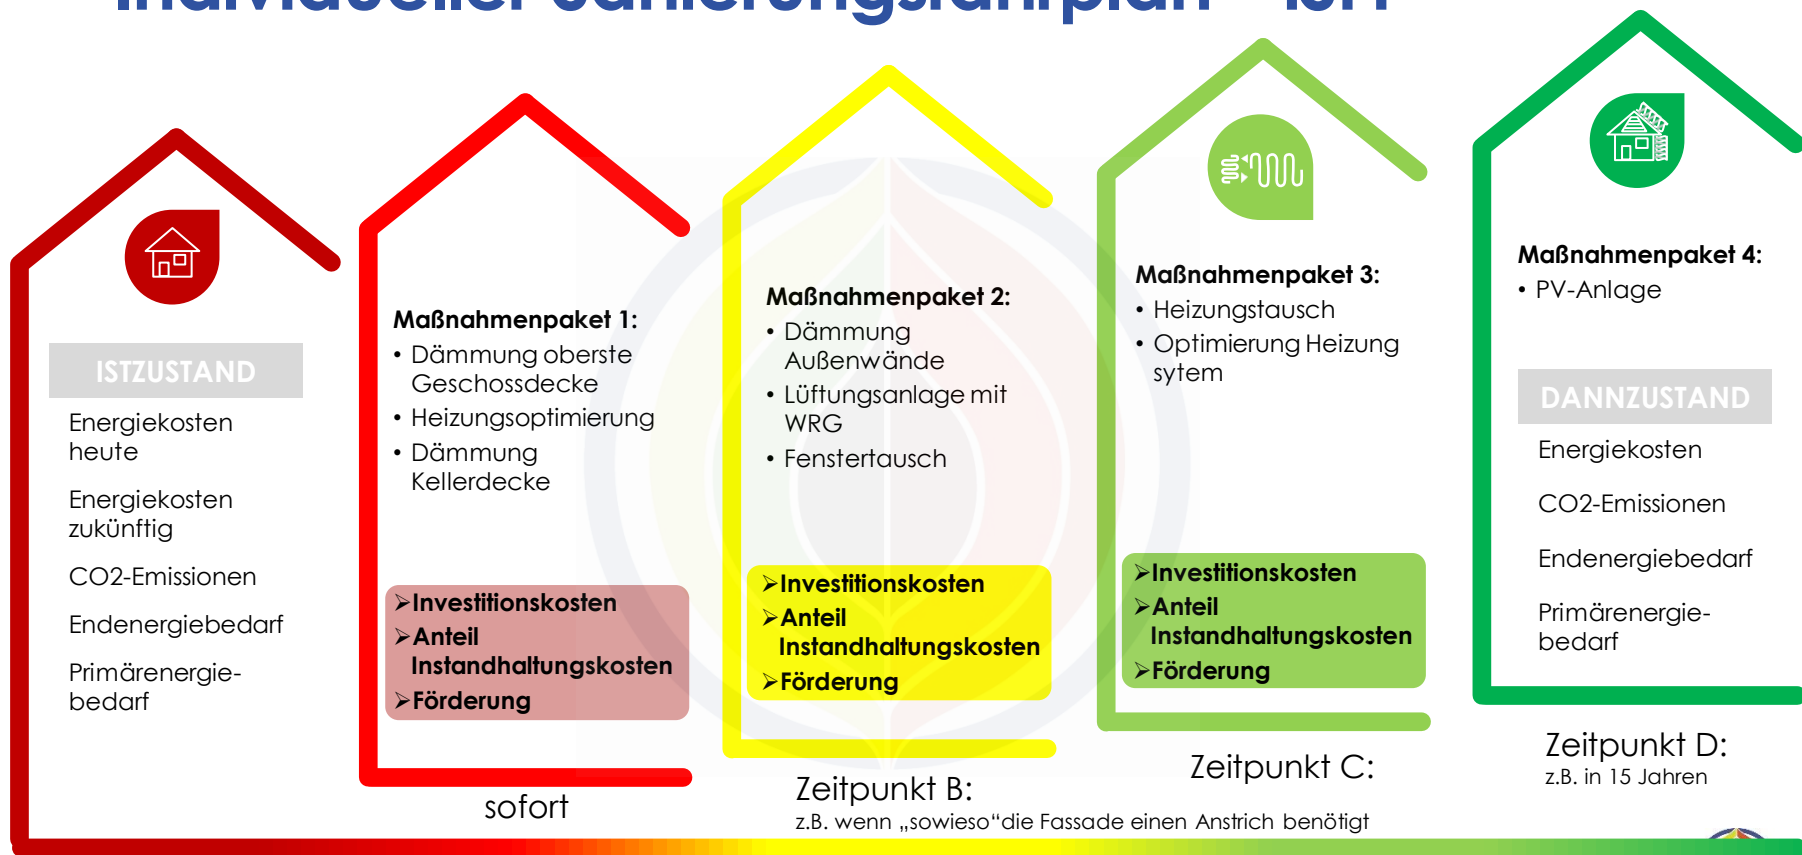 Individueller Sanierungsfahrplan - iSFP
ISTZUSTAND
Energiekosten
heute
Energiekosten
zukünftig
CO2-Emissionen
Endenergiebedarf
Primärenergie-
bedarf
Maßnahmenpaket 1:
• Dämmung oberste
Geschossdecke
• Heizungsoptimierung
• Dämmung
Kellerdecke
➢Investitionskosten
➢Anteil
Instandhaltungskosten
➢Förderung
sofort
Maßnahmenpaket 2:
• Dämmung
Außenwände
• Lüftungsanlage mit
WRG
• Fenstertausch
➢Investitionskosten
➢Anteil
Instandhaltungskosten
➢Förderung
Zeitpunkt B:
z.B. wenn „sowieso“die Fassade einen Anstrich benötigt
Maßnahmenpaket 3:
• Heizungstausch
• Optimierung Heizung
sytem
➢Investitionskosten
➢Anteil
Instandhaltungskosten
➢Förderung
Zeitpunkt C:
Maßnahmenpaket 4:
• PV-Anlage
DANNZUSTAND
Energiekosten
CO2-Emissionen
Endenergiebedarf
Primärenergie-
bedarf
Zeitpunkt D:
z.B. in 15 Jahren